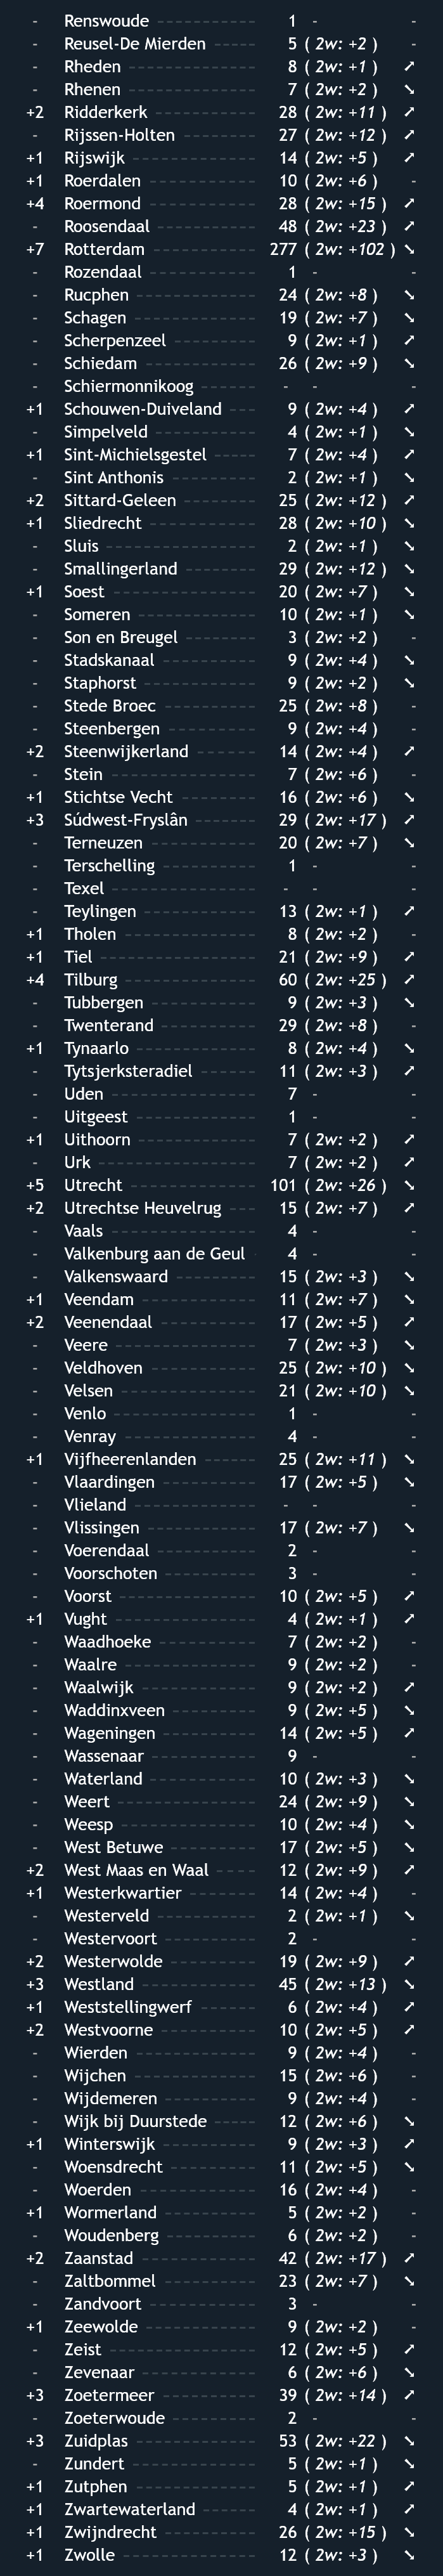 - Renswoude 1 - -
- Reusel-De Mierden 5 ( 2w: +2 ) -
- Rheden 8 ( 2w: +1 ) ➚
- Rhenen 7 ( 2w: +2 ) ➘
+2 Ridderkerk 28 ( 2w: +11 ) ➚
- Rijssen-Holten 27 ( 2w: +12 ) ➚
+1 Rijswijk 14 ( 2w: +5 ) ➚
+1 Roerdalen 10 ( 2w: +6 ) -
+4 Roermond 28 ( 2w: +15 ) ➚
- Roosendaal 48 ( 2w: +23 ) ➚
+7 Rotterdam 277 ( 2w: +102 ) ➘
- Rozendaal 1 - -
- Rucphen 24 ( 2w: +8 ) ➘
- Schagen 19 ( 2w: +7 ) ➘
- Scherpenzeel 9 ( 2w: +1 ) ➚
- Schiedam 26 ( 2w: +9 ) ➘
- Schiermonnikoog - - -
+1 Schouwen-Duiveland 9 ( 2w: +4 ) ➚
- Simpelveld 4 ( 2w: +1 ) ➘
+1 Sint-Michielsgestel 7 ( 2w: +4 ) ➚
- Sint Anthonis 2 ( 2w: +1 ) ➘
+2 Sittard-Geleen 25 ( 2w: +12 ) ➚
+1 Sliedrecht 28 ( 2w: +10 ) ➘
- Sluis 2 ( 2w: +1 ) ➘
- Smallingerland 29 ( 2w: +12 ) ➘
+1 Soest 20 ( 2w: +7 ) ➘
- Someren 10 ( 2w: +1 ) ➘
- Son en Breugel 3 ( 2w: +2 ) -
- Stadskanaal 9 ( 2w: +4 ) ➘
- Staphorst 9 ( 2w: +2 ) ➘
- Stede Broec 25 ( 2w: +8 ) -
- Steenbergen 9 ( 2w: +4 ) -
+2 Steenwijkerland 14 ( 2w: +4 ) ➚
- Stein 7 ( 2w: +6 ) -
+1 Stichtse Vecht 16 ( 2w: +6 ) ➘
+3 Súdwest-Fryslân 29 ( 2w: +17 ) ➚
- Terneuzen 20 ( 2w: +7 ) ➘
- Terschelling 1 - -
- Texel - - -
- Teylingen 13 ( 2w: +1 ) ➚
+1 Tholen 8 ( 2w: +2 ) -
+1 Tiel 21 ( 2w: +9 ) ➚
+4 Tilburg 60 ( 2w: +25 ) ➚
- Tubbergen 9 ( 2w: +3 ) ➘
- Twenterand 29 ( 2w: +8 ) -
+1 Tynaarlo 8 ( 2w: +4 ) ➘
- Tytsjerksteradiel 11 ( 2w: +3 ) ➚
- Uden 7 - -
- Uitgeest 1 - -
+1 Uithoorn 7 ( 2w: +2 ) ➚
- Urk 7 ( 2w: +2 ) ➚
+5 Utrecht 101 ( 2w: +26 ) ➘
+2 Utrechtse Heuvelrug 15 ( 2w: +7 ) ➚
- Vaals 4 - -
- Valkenburg aan de Geul 4 - -
- Valkenswaard 15 ( 2w: +3 ) ➘
+1 Veendam 11 ( 2w: +7 ) ➘
+2 Veenendaal 17 ( 2w: +5 ) ➚
- Veere 7 ( 2w: +3 ) ➘
- Veldhoven 25 ( 2w: +10 ) ➘
- Velsen 21 ( 2w: +10 ) ➘
- Venlo 1 - -
- Venray 4 - -
+1 Vijfheerenlanden 25 ( 2w: +11 ) ➘
- Vlaardingen 17 ( 2w: +5 ) ➘
- Vlieland - - -
- Vlissingen 17 ( 2w: +7 ) ➘
- Voerendaal 2 - -
- Voorschoten 3 - -
- Voorst 10 ( 2w: +5 ) ➚
+1 Vught 4 ( 2w: +1 ) ➚
- Waadhoeke 7 ( 2w: +2 ) -
- Waalre 9 ( 2w: +2 ) -
- Waalwijk 9 ( 2w: +2 ) ➚
- Waddinxveen 9 ( 2w: +5 ) ➘
- Wageningen 14 ( 2w: +5 ) ➚
- Wassenaar 9 - -
- Waterland 10 ( 2w: +3 ) ➘
- Weert 24 ( 2w: +9 ) ➘
- Weesp 10 ( 2w: +4 ) ➘
- West Betuwe 17 ( 2w: +5 ) ➘
+2 West Maas en Waal 12 ( 2w: +9 ) ➚
+1 Westerkwartier 14 ( 2w: +4 ) -
- Westerveld 2 ( 2w: +1 ) ➘
- Westervoort 2 - -
+2 Westerwolde 19 ( 2w: +9 ) ➚
+3 Westland 45 ( 2w: +13 ) ➘
+1 Weststellingwerf 6 ( 2w: +4 ) ➚
+2 Westvoorne 10 ( 2w: +5 ) ➚
- Wierden 9 ( 2w: +4 ) -
- Wijchen 15 ( 2w: +6 ) -
- Wijdemeren 9 ( 2w: +4 ) -
- Wijk bij Duurstede 12 ( 2w: +6 ) ➘
+1 Winterswijk 9 ( 2w: +3 ) ➚
- Woensdrecht 11 ( 2w: +5 ) ➘
- Woerden 16 ( 2w: +4 ) -
+1 Wormerland 5 ( 2w: +2 ) -
- Woudenberg 6 ( 2w: +2 ) -
+2 Zaanstad 42 ( 2w: +17 ) ➚
- Zaltbommel 23 ( 2w: +7 ) ➘
- Zandvoort 3 - -
+1 Zeewolde 9 ( 2w: +2 ) -
- Zeist 12 ( 2w: +5 ) ➚
- Zevenaar 6 ( 2w: +6 ) ➘
+3 Zoetermeer 39 ( 2w: +14 ) ➚
- Zoeterwoude 2 - -
+3 Zuidplas 53 ( 2w: +22 ) ➘
- Zundert 5 ( 2w: +1 ) ➘
+1 Zutphen 5 ( 2w: +1 ) ➚
+1 Zwartewaterland 4 ( 2w: +1 ) ➚
+1 Zwijndrecht 26 ( 2w: +15 ) ➘
+1 Zwolle 12 ( 2w: +3 ) ➘